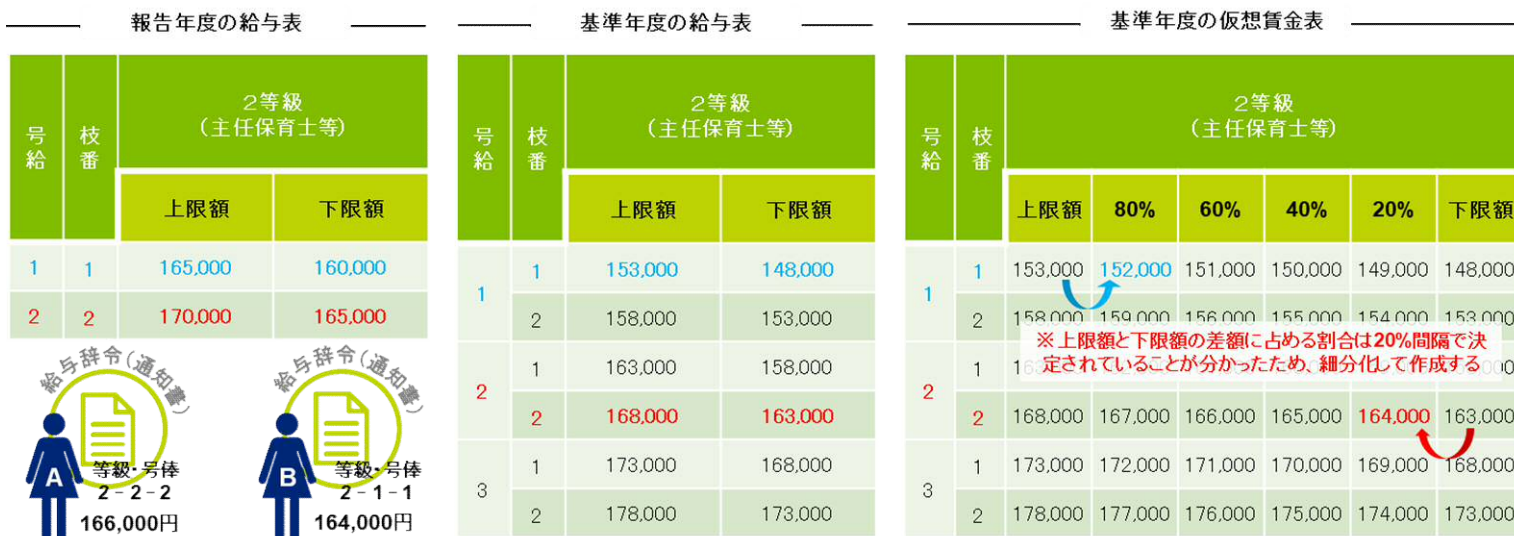 報告年度の給与表
号給 枝番 2等級
(主任保育士等)
上限額 下限額
1 1 165,000 160,000
2 2 170,000 165,000
給与辞令(通知書)
A
等級・号俸
2-2-2
166,000円
給与辞令(通知書)
B
等級・号俸
2-1-1
164,000円
基準年度の給与表
号給 枝番 2等級
(主任保育士等)
上限額 下限額
1 1 153,000 148,000
2 158,000 153,000
2 1 163,000 158,000
2 168,000 163,000
3 1 173,000 168,000
2 178,000 173,000
基準年度の仮想賃金表
号給 枝番 2等級
(主任保育士等)
上限額 80% 60% 40% 20% 下限額
1 1 153,000 152,000 151,000 150,000 149,000 148,000
2 158,000 159,000 156,000 155,000 154,000 153,000
※上限額と下限額の差額に占める割合は20%間隔で決
定されていることが分かったため、細分化して作成する
2 1
2 168,000 167,000 166,000 165,000 164,000 163,000
3 1 173,000 172,000 171,000 170,000 169,000 168,000
2 178,000 177,000 176,000 175,000 174,000 173,000